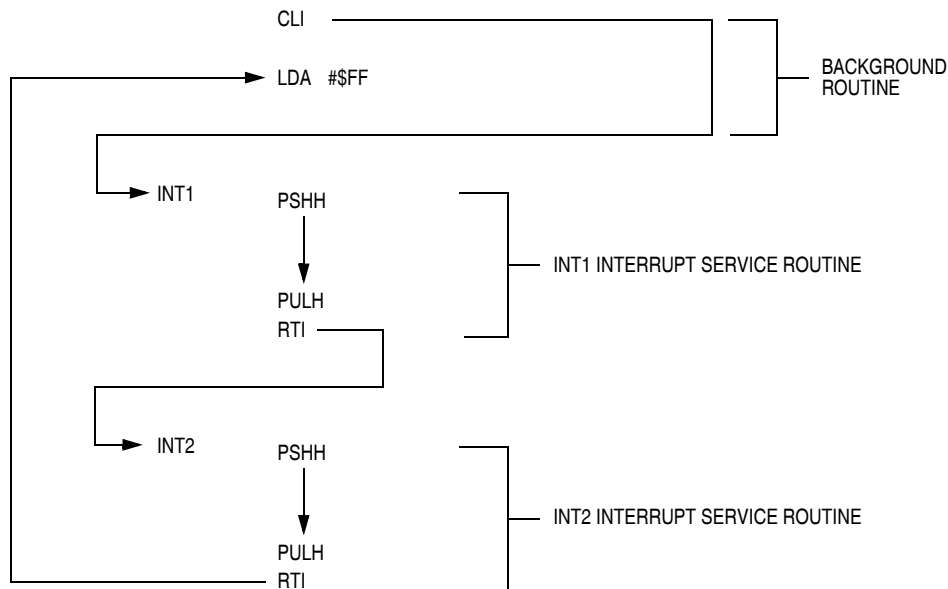 CLI
LDA #$FF
BACKGROUND
ROUTINE
INT1
PSHH
INT1 INTERRUPT SERVICE ROUTINE
PULH
RTI
INT2
PSHH
INT2 INTERRUPT SERVICE ROUTINE
PULH
RTI